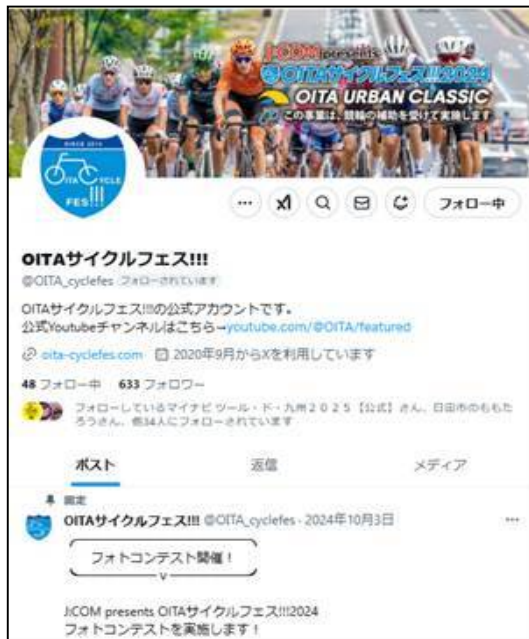 J:COM presents
OITAサイクルフェス!!!2024
OITA URBAN CLASSIC
この事業は、競輪の補助を受けて実施します
SINCE 2014
OITA CYCLE
FES!!!
フォロー中
OITAサイクルフェス!!!
@OITA_cyclefes フォローされています
OITAサイクルフェス!!!の公式アカウントです。
公式Youtubeチャンネルはこちら→youtube.com/@OITA/featured
oita-cyclefes.com 2020年9月からXを利用しています
48 フォロー中 633 フォロワー
フォローしているマイナビ ツール・ド・九州2025【公式】さん、日田市のももた
ろうさん、他34人にフォローされています
ポスト 返信 メディア
固定
OITAサイクルフェス!!! @OITA_cyclefes · 2024年10月3日
フォトコンテスト開催!
J:COM presents OITAサイクルフェス!!!2024
フォトコンテストを実施します!